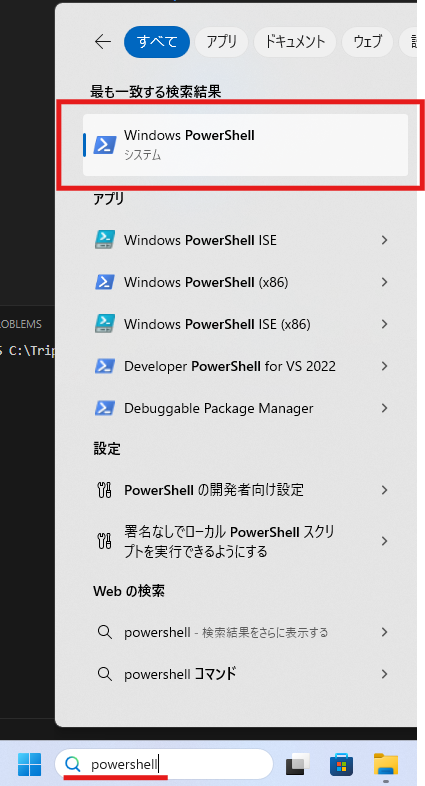 すべて アプリ ドキュメント ウェブ
最も一致する検索結果
Windows PowerShell
システム
アプリ
Windows PowerShell ISE
Windows PowerShell (x86)
Windows PowerShell ISE (x86)
Developer PowerShell for VS 2022
Debuggable Package Manager
OBLEMS
C:\Trip
設定
PowerShell の開発者向け設定
署名なしでローカル PowerShell スクリ
プトを実行できるようにする
Web の検索
powershell - 検索結果をさらに表示する
powershell コマンド
powershell